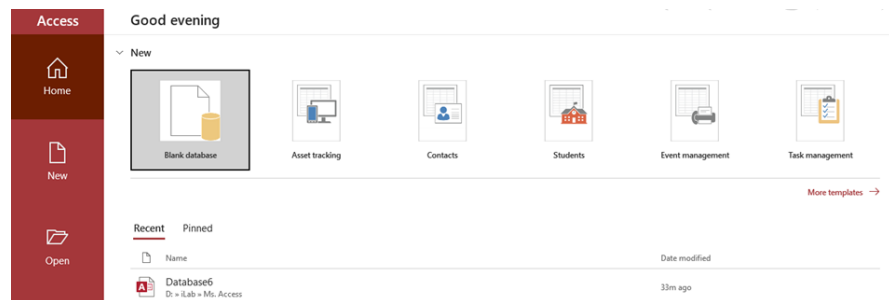 Access
Good evening
Home
New
Open
New
Blank database
Asset tracking
Contacts
Students
Event management
Task management
More templates
Recent
Pinned
Name
Date modified
Database6
D: » iLab » Ms. Access
33m ago